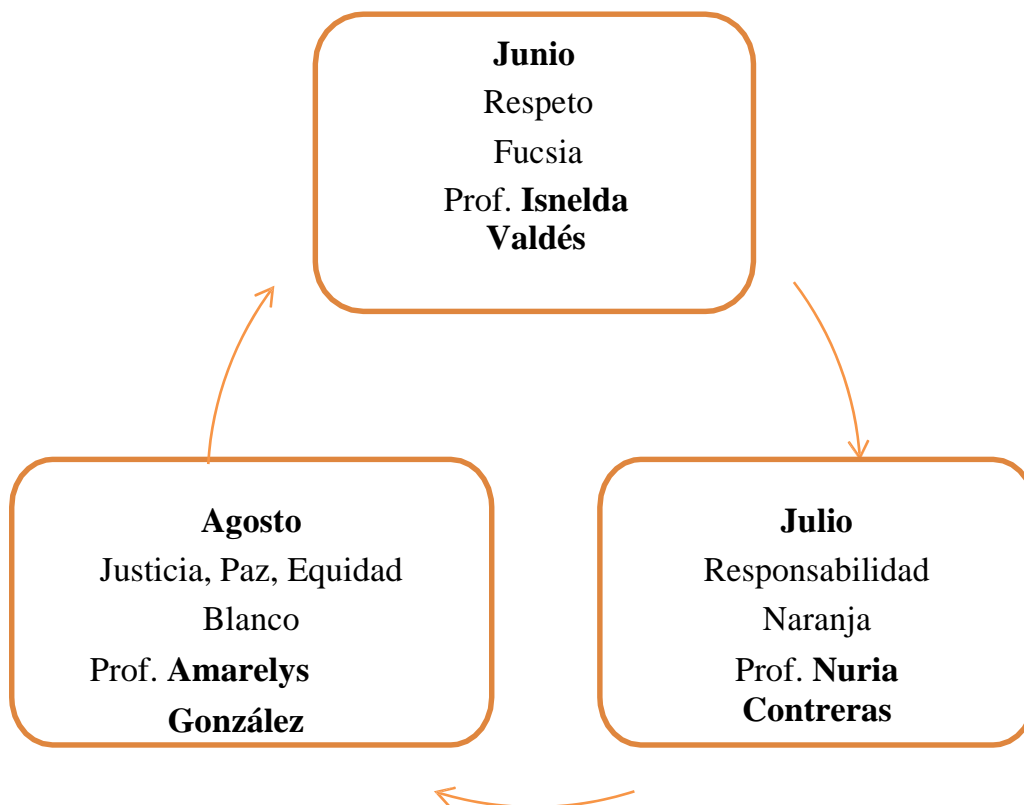 Junio
Respeto
Fucsia
Prof. Isnelda
Valdés
Agosto
Justicia, Paz, Equidad
Blanco
Prof. Amarelys
González
Julio
Responsabilidad
Naranja
Prof. Nuria
Contreras